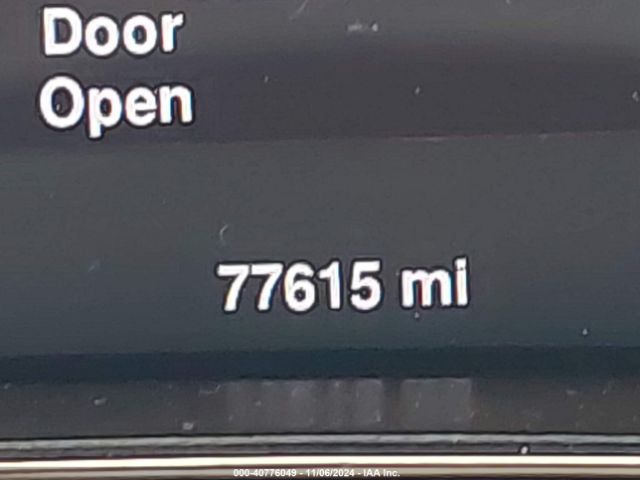 Door
Open
77615 mi
000-40776049 - 11/06/2024 - IAA Inc.